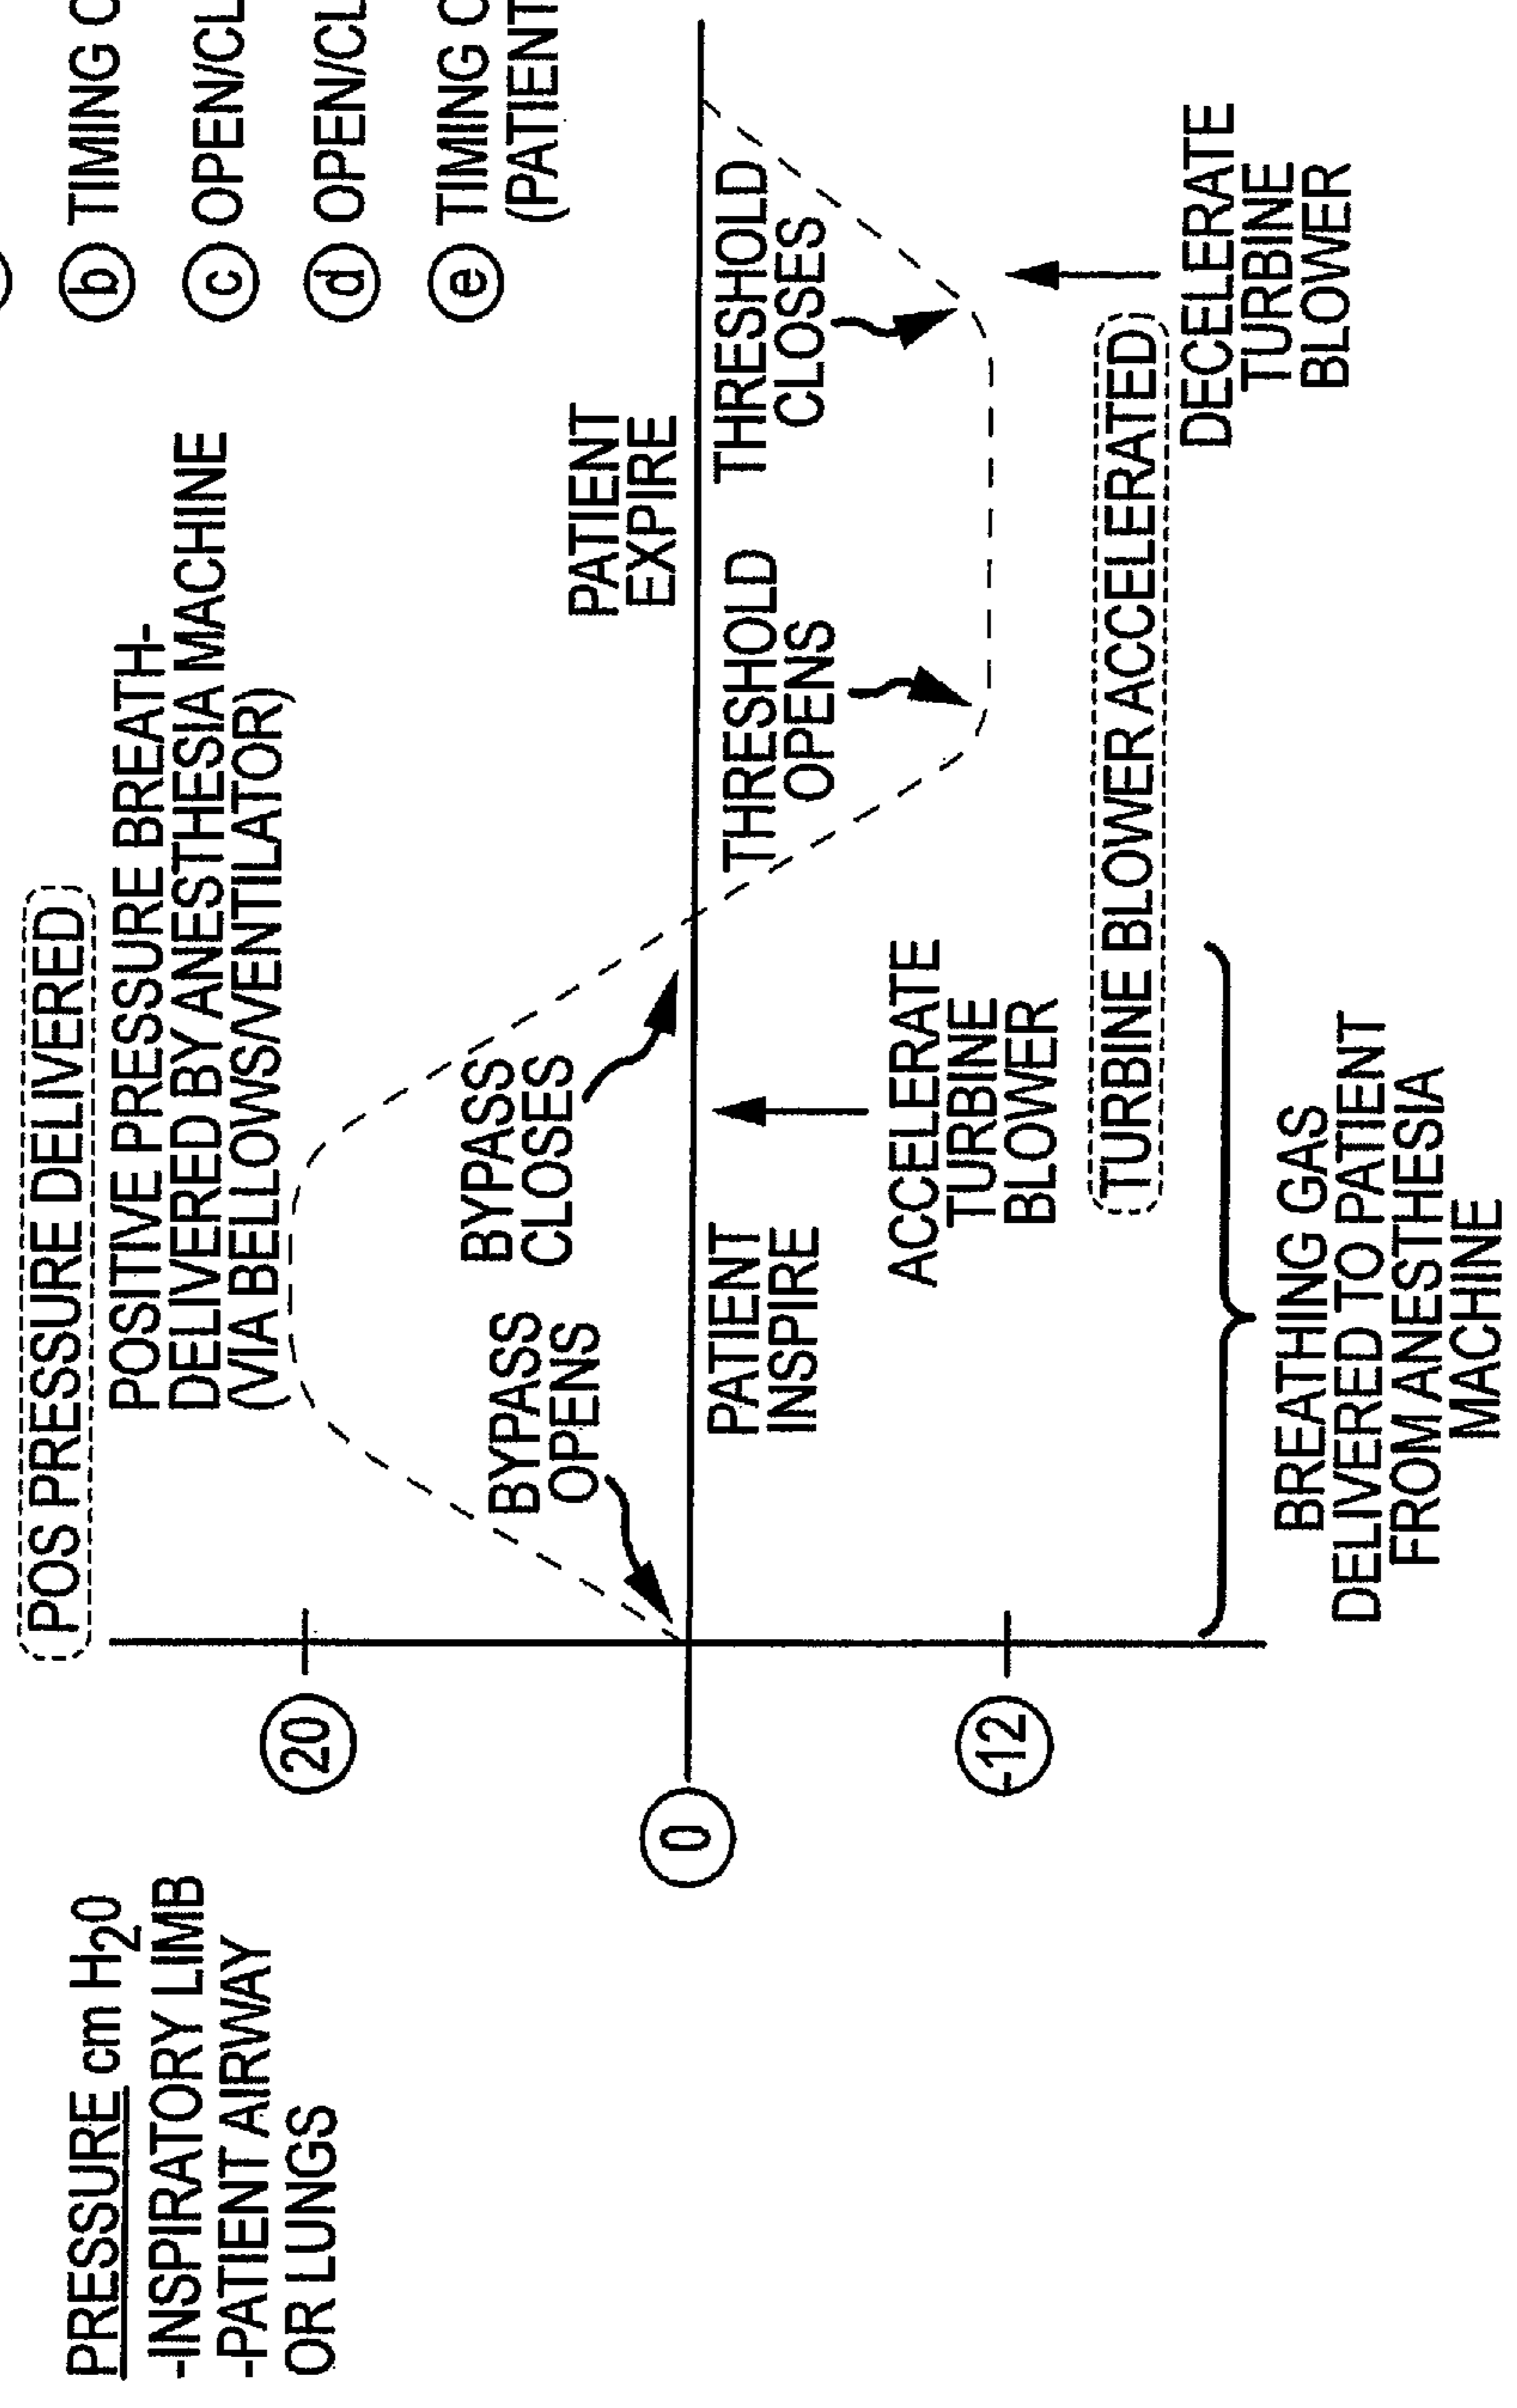 POS PRESSURE DELIVERED
POSITIVE PRESSURE BREATH-
DELIVERED BY ANESTHESIA MACHINE
(VIA BELLOWS/VENTILATOR)
PRESSURE cm H20
-INSPIRATORY LIMB
-PATIENT AIRWAY
OR LUNGS
20
0
-12
BYPASS
OPENS
BYPASS
CLOSES
PATIENT
INSPIRE
PATIENT
EXPIRE
THRESHOLD
OPENS
THRESHOLD
CLOSES
ACCELERATE
TURBINE
BLOWER
TURBINE BLOWER ACCELERATED
DECELERATE
TURBINE
BLOWER
BREATHING GAS
DELIVERED TO PATIENT
FROM ANESTHESIA
MACHINE
b TIMING
c OPEN/CL
d OPEN/CL
e TIMING
(PATIENT